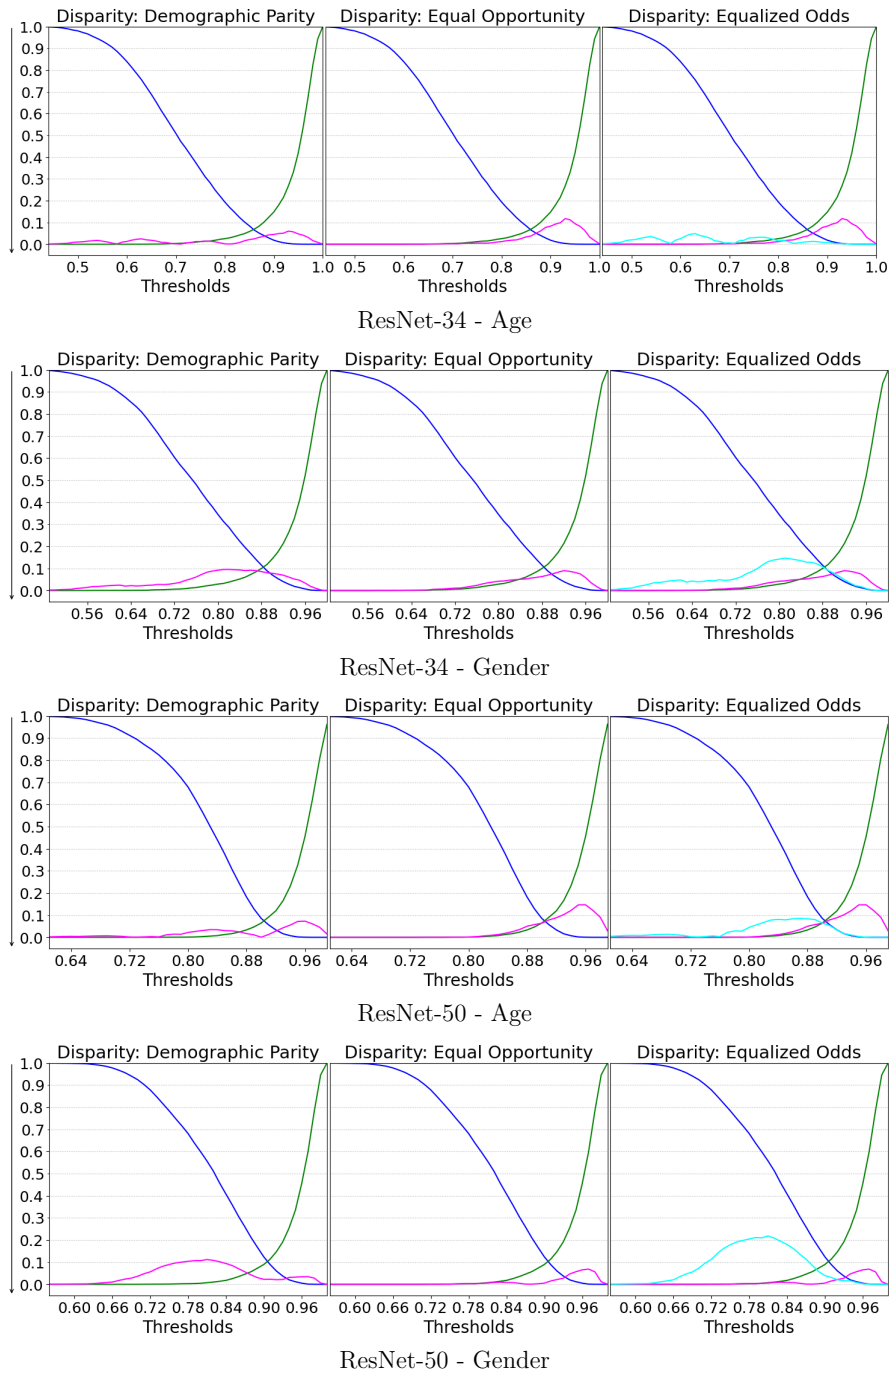 Disparity: Demographic Parity Disparity: Equal Opportunity Disparity: Equalized Odds
1.0
0.9
0.8
0.7
0.6
0.5
0.4
0.3
0.2
0.1
0.0
0.5 0.6 0.7 0.8 0.9 1.0 0.5 0.6 0.7 0.8 0.9 1.0 0.5 0.6 0.7 0.8 0.9 1.0
Thresholds Thresholds Thresholds
ResNet-34 - Age
Disparity: Demographic Parity Disparity: Equal Opportunity Disparity: Equalized Odds
1.0
0.9
0.8
0.7
0.6
0.5
0.4
0.3
0.2
0.1
0.0
0.56 0.64 0.72 0.80 0.88 0.96 0.56 0.64 0.72 0.80 0.88 0.96 0.56 0.64 0.72 0.80 0.88 0.96
Thresholds Thresholds Thresholds
ResNet-34 - Gender
Disparity: Demographic Parity Disparity: Equal Opportunity Disparity: Equalized Odds
1.0
0.9
0.8
0.7
0.6
0.5
0.4
0.3
0.2
0.1
0.0
0.64 0.72 0.80 0.88 0.96 0.64 0.72 0.80 0.88 0.96 0.64 0.72 0.80 0.88 0.96
Thresholds Thresholds Thresholds
ResNet-50 - Age
Disparity: Demographic Parity Disparity: Equal Opportunity Disparity: Equalized Odds
1.0
0.9
0.8
0.7
0.6
0.5
0.4
0.3
0.2
0.1
0.0
0.60 0.66 0.72 0.78 0.84 0.90 0.96 0.60 0.66 0.72 0.78 0.84 0.90 0.96 0.60 0.66 0.72 0.78 0.84 0.90 0.96
Thresholds Thresholds Thresholds
ResNet-50 - Gender